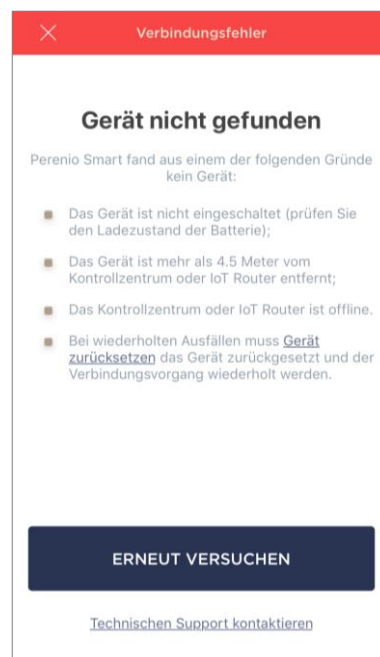 Verbindungsfehler
Gerät nicht gefunden
Perenio Smart fand aus einem der folgenden Gründe
kein Gerät:
Das Gerät ist nicht eingeschaltet (prüfen Sie
den Ladezustand der Batterie);
Das Gerät ist mehr als 4.5 Meter vom
Kontrollzentrum oder IoT Router entfernt;
Das Kontrollzentrum oder IoT Router ist offline.
Bei wiederholten Ausfällen muss Gerät
zurücksetzen das Gerät zurückgesetzt und der
Verbindungsvorgang wiederholt werden.
ERNEUT VERSUCHEN
Technischen Support kontaktieren